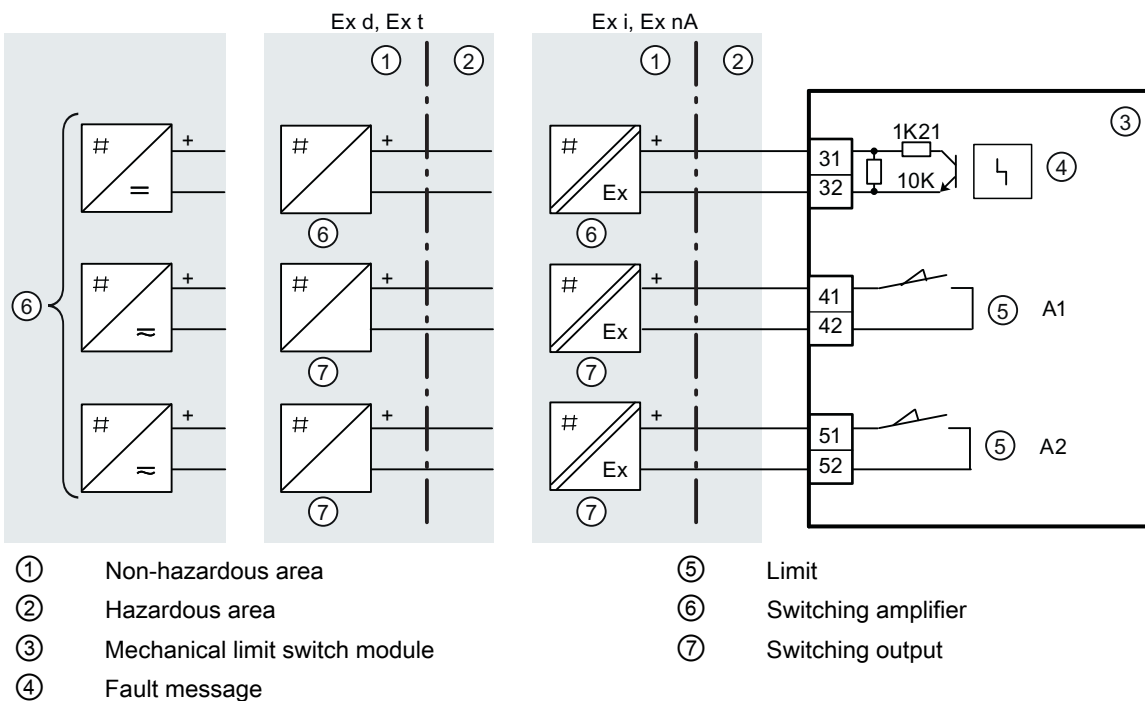 Ex d, Ex t
Ex i, Ex nA
① ② ① ②
③
# = +
# +
⑥
# Ex +
⑥
31
32
1K21
10K
④
⑥
# ≂ +
# +
⑦
# Ex +
⑦
41
42
⑤ A1
# ≂ +
# +
⑦
# Ex +
⑦
51
52
⑤ A2
① Non-hazardous area
② Hazardous area
③ Mechanical limit switch module
④ Fault message
⑤ Limit
⑥ Switching amplifier
⑦ Switching output